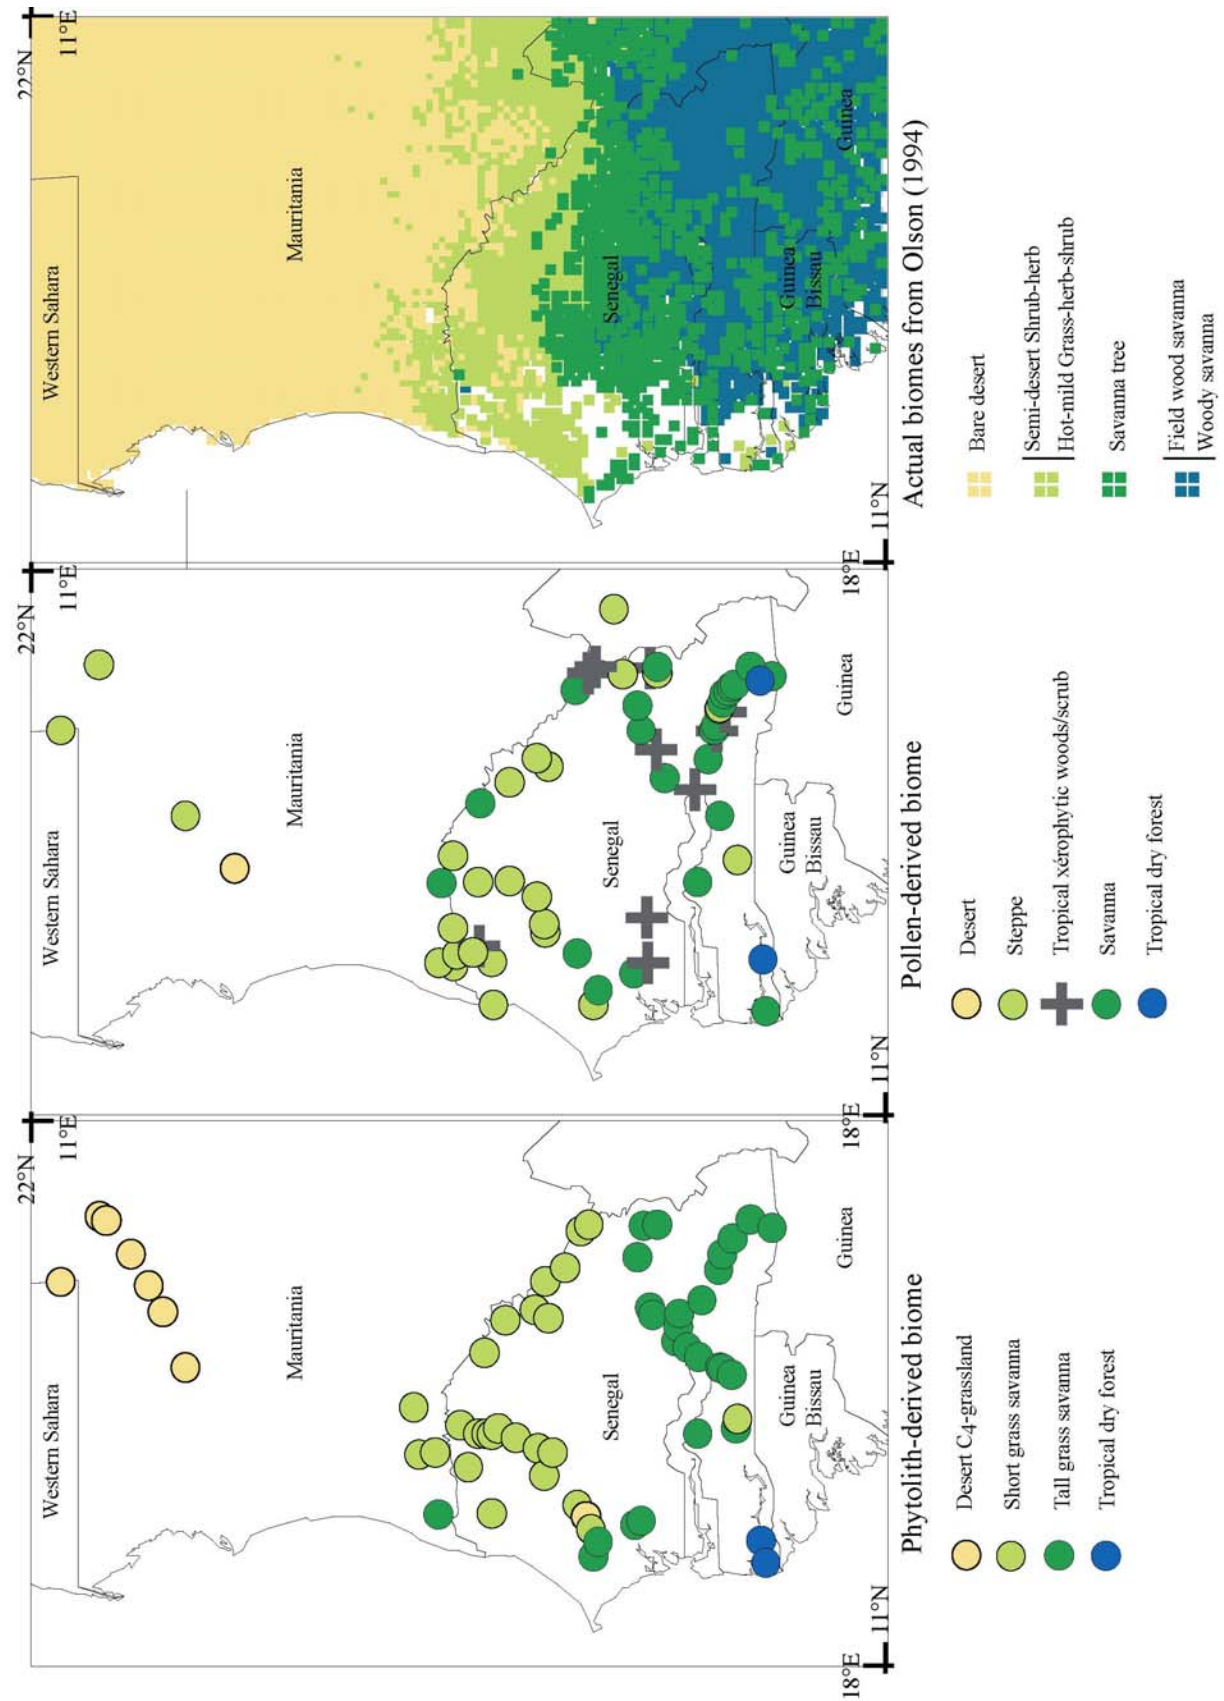 22°N
11°E
Western Sahara
Mauritania
Senegal
Guinea
Bissau
Guinea
18°E
11°N
Phytolith-derived biome
Desert C4-grassland
Short grass savanna
Tall grass savanna
Tropical dry forest
22°N
11°E
Western Sahara
Mauritania
Senegal
Guinea
Bissau
Guinea
18°E
11°N
Pollen-derived biome
Desert
Steppe
Tropical xérophytic woods/scrub
Savanna
Tropical dry forest
22°N
11°E
Western Sahara
Mauritania
Senegal
Guinea
Bissau
Guinea
18°E
11°N
Actual biomes from Olson (1994)
Bare desert
Semi-desert Shrub-herb
Hot-mild Grass-herb-shrub
Savanna tree
Field wood savanna
Woody savanna